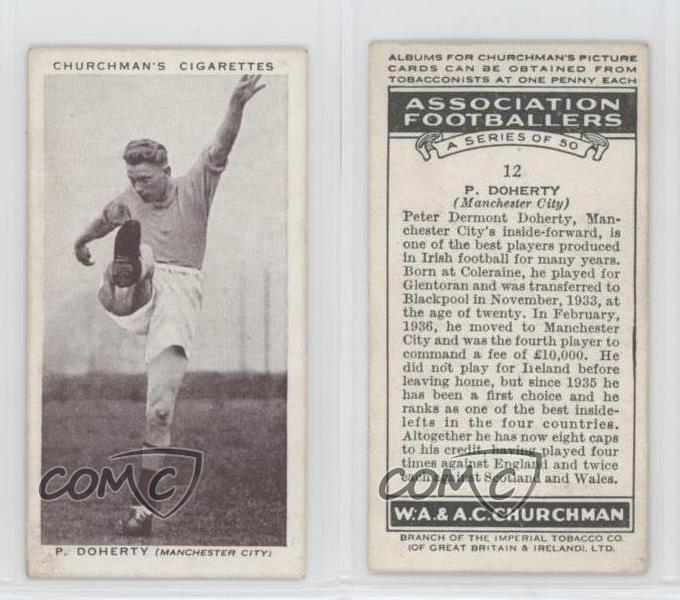 CHURCHMAN'S CIGARETTES
P. DOHERTY (MANCHESTER CITY)
COMC
ALBUMS FOR CHURCHMAN'S PICTURE
CARDS CAN BE OBTAINED FROM
TOBACCONISTS AT ONE PENNY EACH
ASSOCIATION
FOOTBALLERS
A SERIES OF 50
12
P. DOHERTY
(Manchester City)
Peter Dermont Doherty, Man-
chester City's inside-forward, is
one of the best players produced
in Irish football for many years.
Born at Coleraine, he played for
Glentoran and was transferred to
Blackpool in November, 1933, at
the age of twenty. In February,
1936, he moved to Manchester
City and was the fourth player to
command a fee of £10,000. He
did not play for Ireland before
leaving home, but since 1935 he
has been a first choice and he
ranks as one of the best inside-
lefts in the four countries.
Altogether he has now eight caps
to his credit, having played four
times against England and twice
each against Scotland and Wales.
COMC
W.A. & A.C. CHURCHMAN
BRANCH OF THE IMPERIAL TOBACCO CO.
(OF GREAT BRITAIN & IRELAND), LTD.